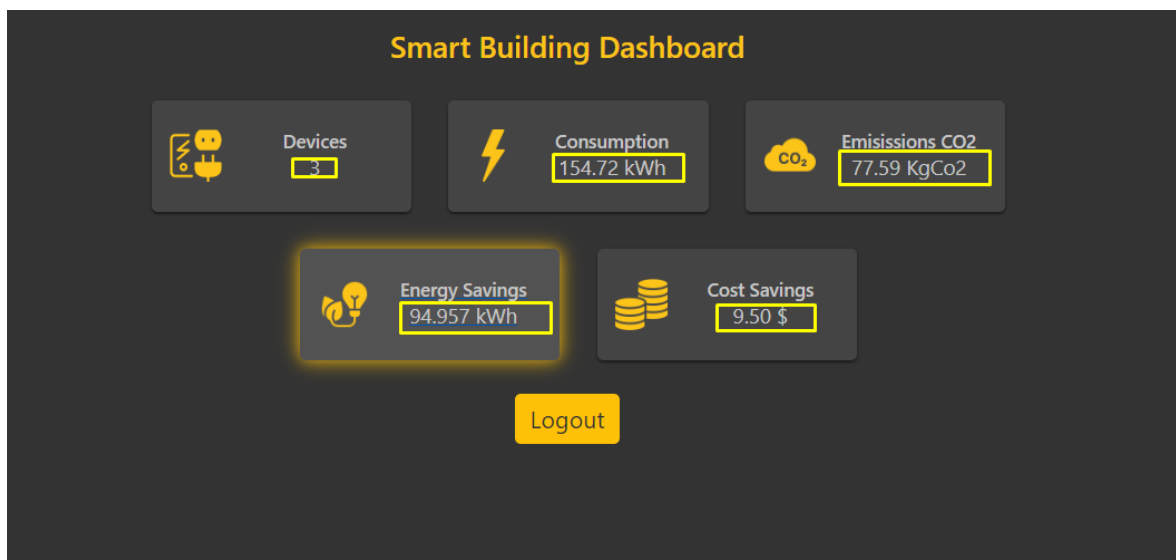 Smart Building Dashboard
Devices
3
Consumption
154.72 kWh
CO₂
Emisissions CO2
77.59 KgCo2
Energy Savings
94.957 kWh
Cost Savings
9.50 $
Logout